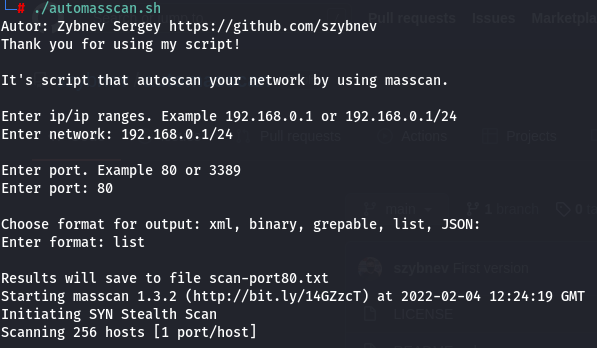 # ./automasscan.sh
Autor: Zybnev Sergey https://github.com/szybnev
Thank you for using my script!
It's script that autoscan your network by using masscan.
Enter ip/ip ranges. Example 192.168.0.1 or 192.168.0.1/24
Enter network: 192.168.0.1/24
Enter port. Example 80 or 3389
Enter port: 80
Choose format for output: xml, binary, grepable, list, JSON:
Enter format: list
Results will save to file scan-port80.txt
Starting masscan 1.3.2 (http://bit.ly/14GZzcT) at 2022-02-04 12:24:19 GMT
Initiating SYN Stealth Scan
Scanning 256 hosts [1 port/host]
Pull requests Issues Marketpla
Pull requests Actions Projects
main 1 branch 0
szybnev First version
LICENSE